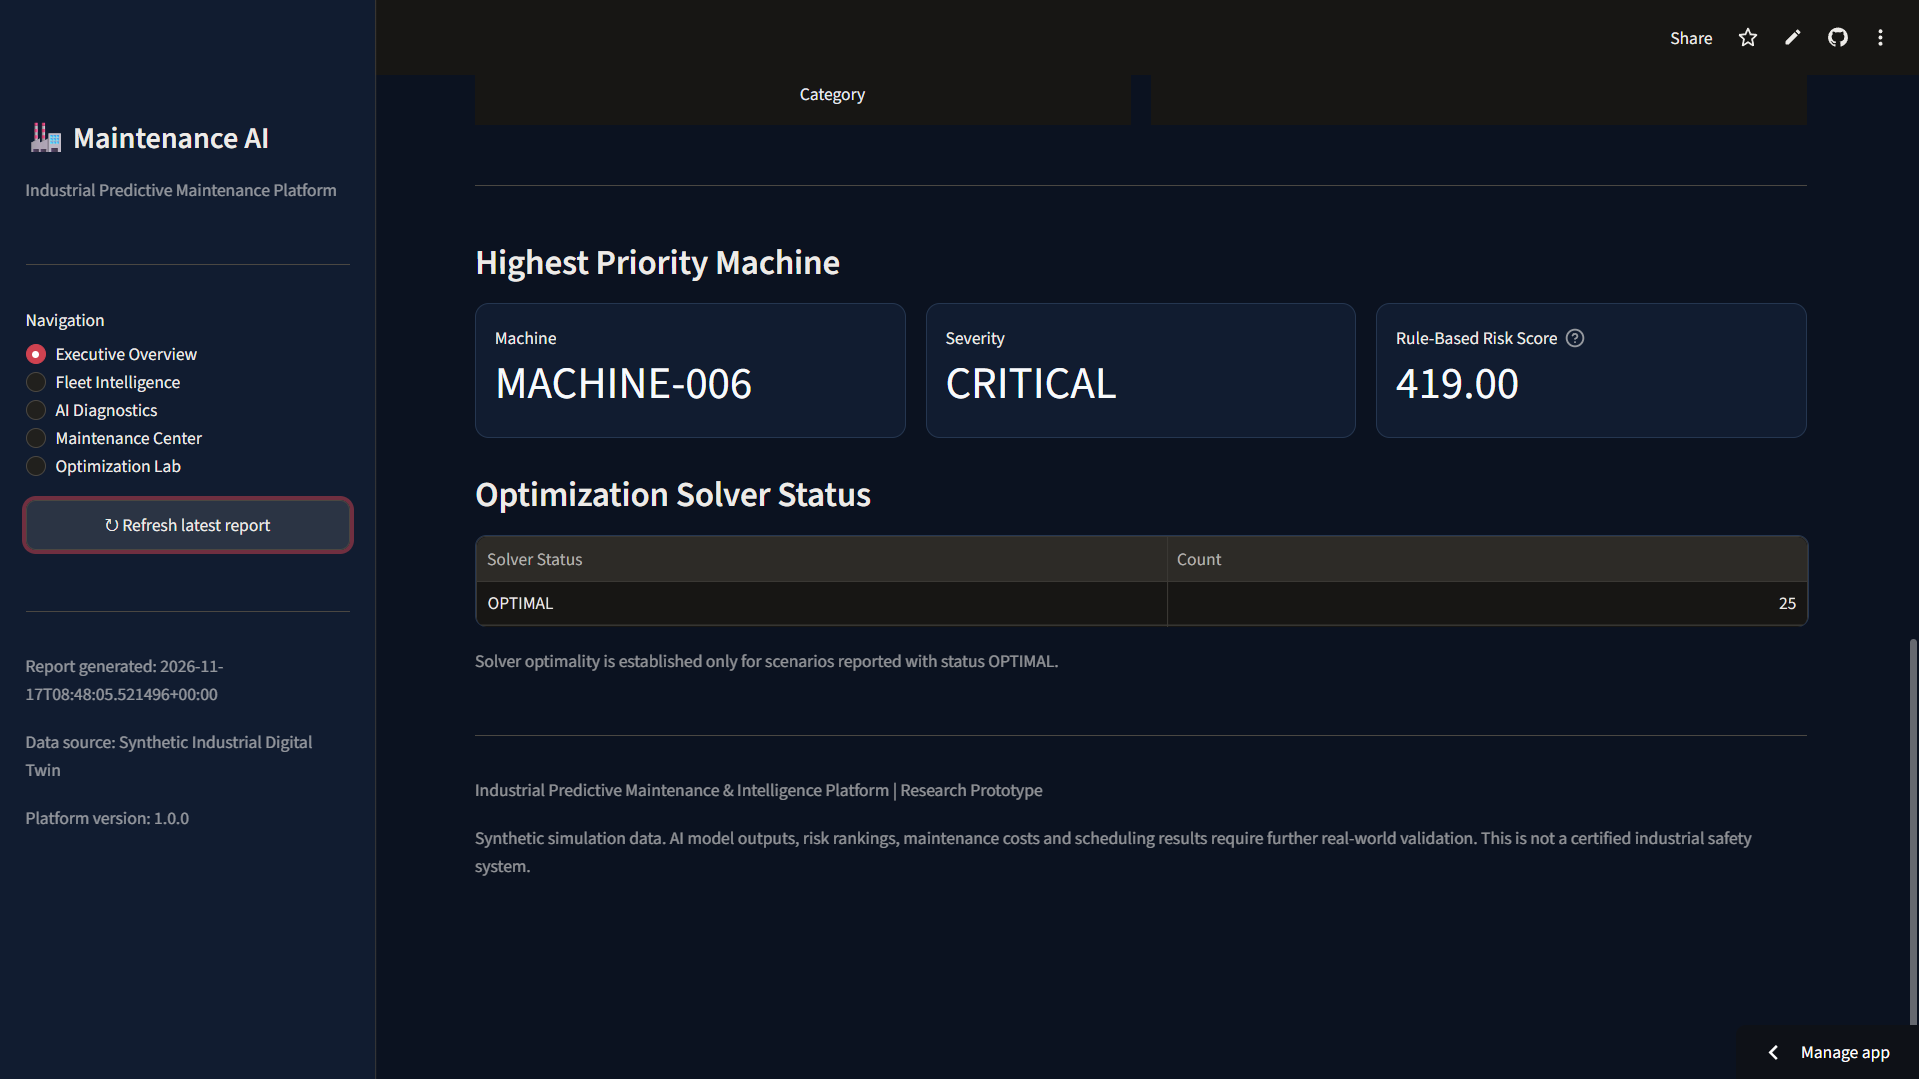 Share
Category
Maintenance AI
Industrial Predictive Maintenance Platform
Navigation
Executive Overview
Fleet Intelligence
AI Diagnostics
Maintenance Center
Optimization Lab
↻ Refresh latest report
Report generated: 2026-11-
17T08:48:05.521496+00:00
Data source: Synthetic Industrial Digital
Twin
Platform version: 1.0.0
Highest Priority Machine
Machine
MACHINE-006
Severity
CRITICAL
Rule-Based Risk Score
419.00
Optimization Solver Status
Solver Status Count
OPTIMAL 25
Solver optimality is established only for scenarios reported with status OPTIMAL.
Industrial Predictive Maintenance & Intelligence Platform | Research Prototype
Synthetic simulation data. AI model outputs, risk rankings, maintenance costs and scheduling results require further real-world validation. This is not a certified industrial safety
system.
Manage app